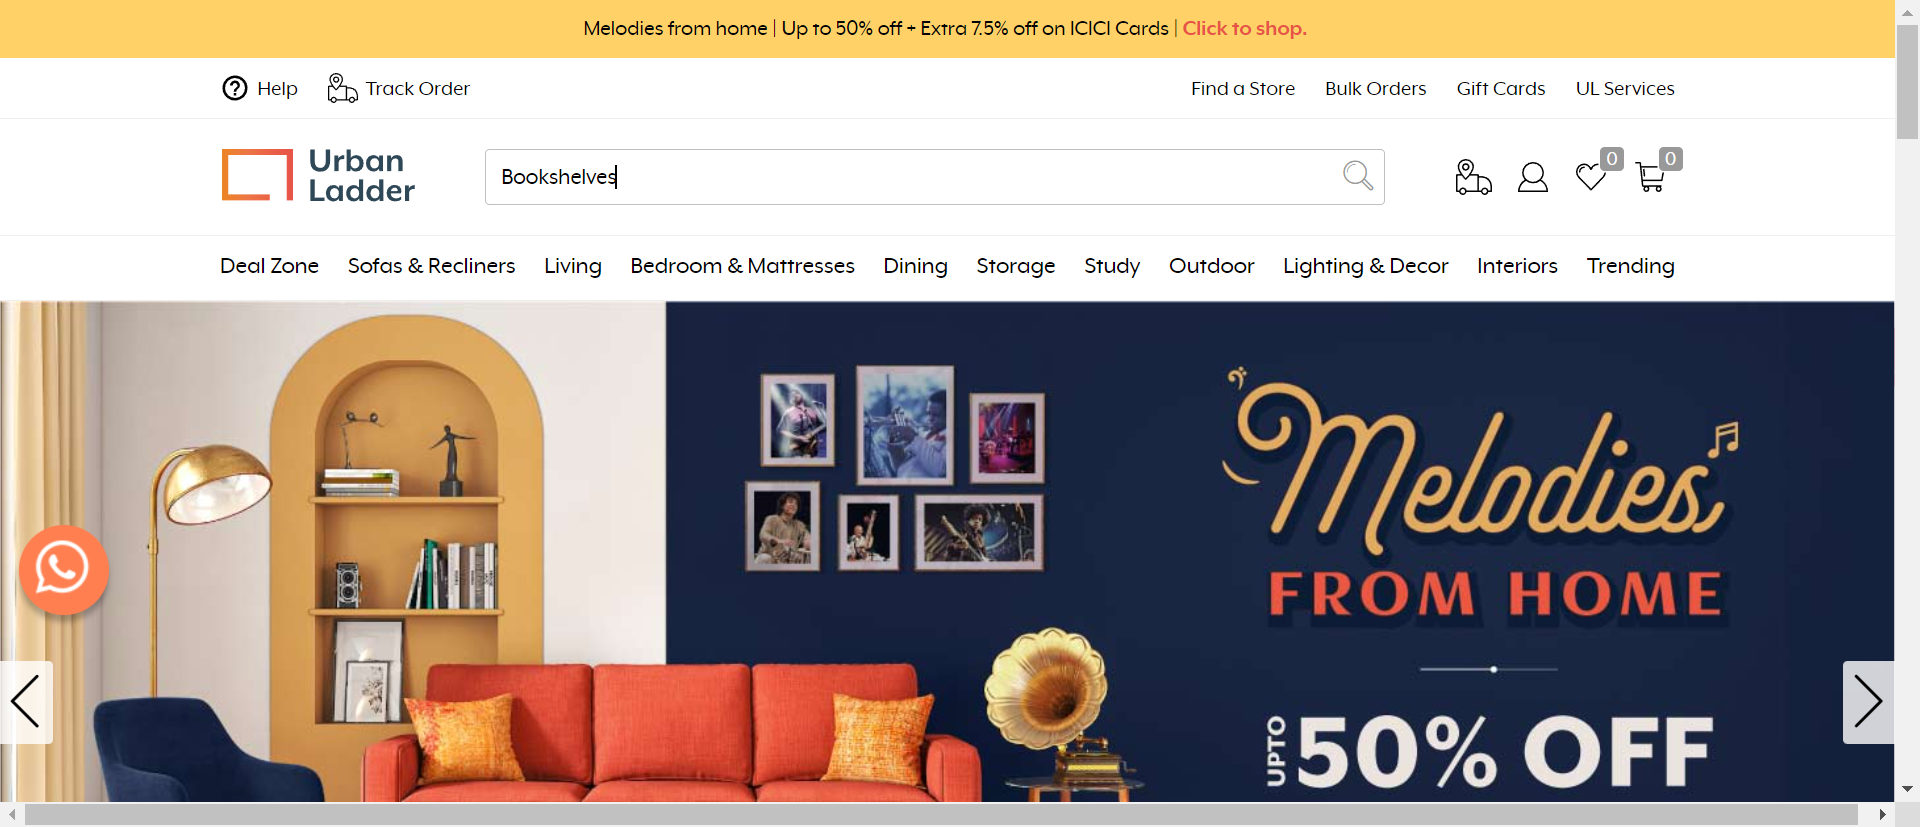 Melodies from home | Up to 50% off + Extra 7.5% off on ICICI Cards | Click to shop.
Help
Track Order
Find a Store
Bulk Orders
Gift Cards
UL Services
Urban
Ladder
Bookshelves
0
0
Deal Zone
Sofas & Recliners
Living
Bedroom & Mattresses
Dining
Storage
Study
Outdoor
Lighting & Decor
Interiors
Trending
Melodies
FROM HOME
UPTO
50% OFF